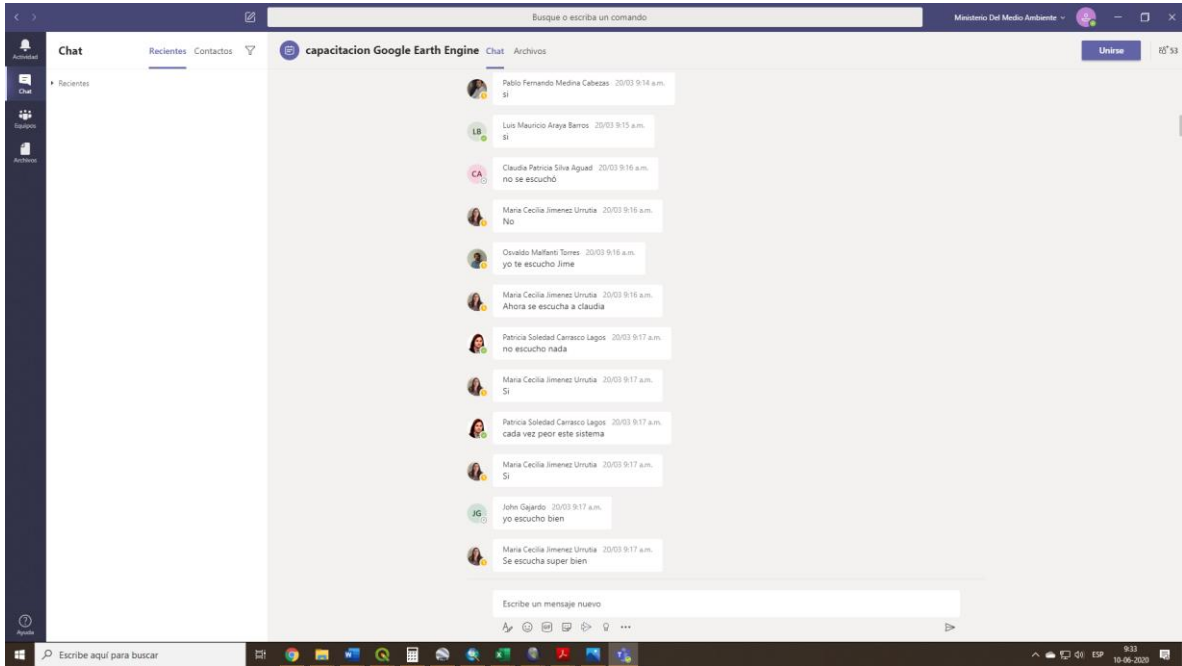 Busque o escriba un comando
Ministerio Del Medio Ambiente
Actividad
Chat
Equipos
Archivos
Ayuda
Chat
Recientes
Contactos
Recientes
capacitacion Google Earth Engine
Chat
Archivos
Unirse
53
Pablo Fernando Medina Cabezas 20/03 9:14 a.m.
si
LB
Luis Mauricio Araya Barros 20/03 9:15 a.m.
si
CA
Claudia Patricia Silva Aguad 20/03 9:16 a.m.
no se escuchó
Maria Cecilia Jimenez Urrutia 20/03 9:16 a.m.
No
Osvaldo Malfanti Torres 20/03 9:16 a.m.
yo te escucho Jime
Maria Cecilia Jimenez Urrutia 20/03 9:16 a.m.
Ahora se escucha a claudia
Patricia Soledad Carrasco Lagos 20/03 9:17 a.m.
no escucho nada
Maria Cecilia Jimenez Urrutia 20/03 9:17 a.m.
Si
Patricia Soledad Carrasco Lagos 20/03 9:17 a.m.
cada vez peor este sistema
Maria Cecilia Jimenez Urrutia 20/03 9:17 a.m.
Si
JG
John Gajardo 20/03 9:17 a.m.
yo escucho bien
Maria Cecilia Jimenez Urrutia 20/03 9:17 a.m.
Se escucha super bien
Escribe un mensaje nuevo
GIF
Escribe aquí para buscar
ESP
9:33
10-06-2020